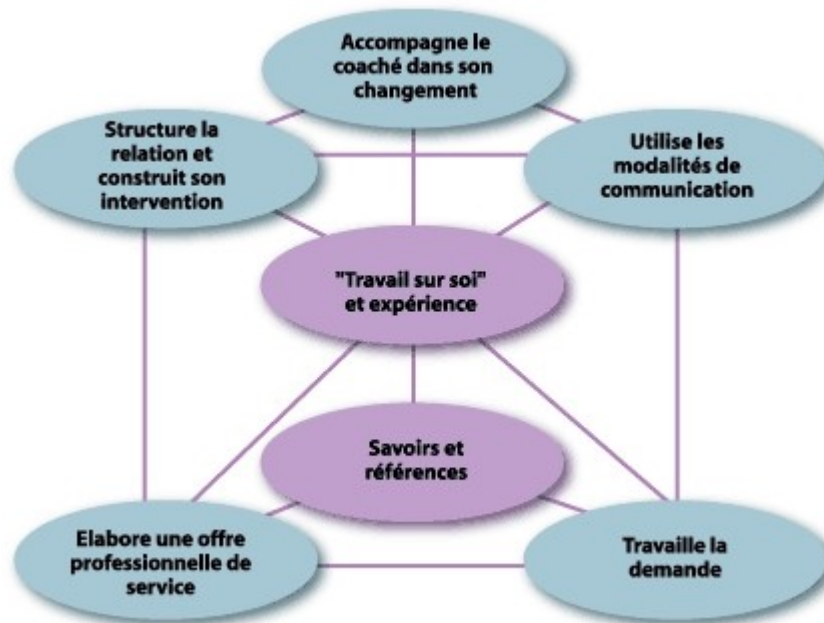 Accompagne le
coaché dans son
changement
Structure la
relation et
construit son
intervention
Utilise les
modalités de
communication
"Travail sur soi"
et expérience
Savoirs et
références
Elabore une offre
professionnelle de
service
Travaille la
demande